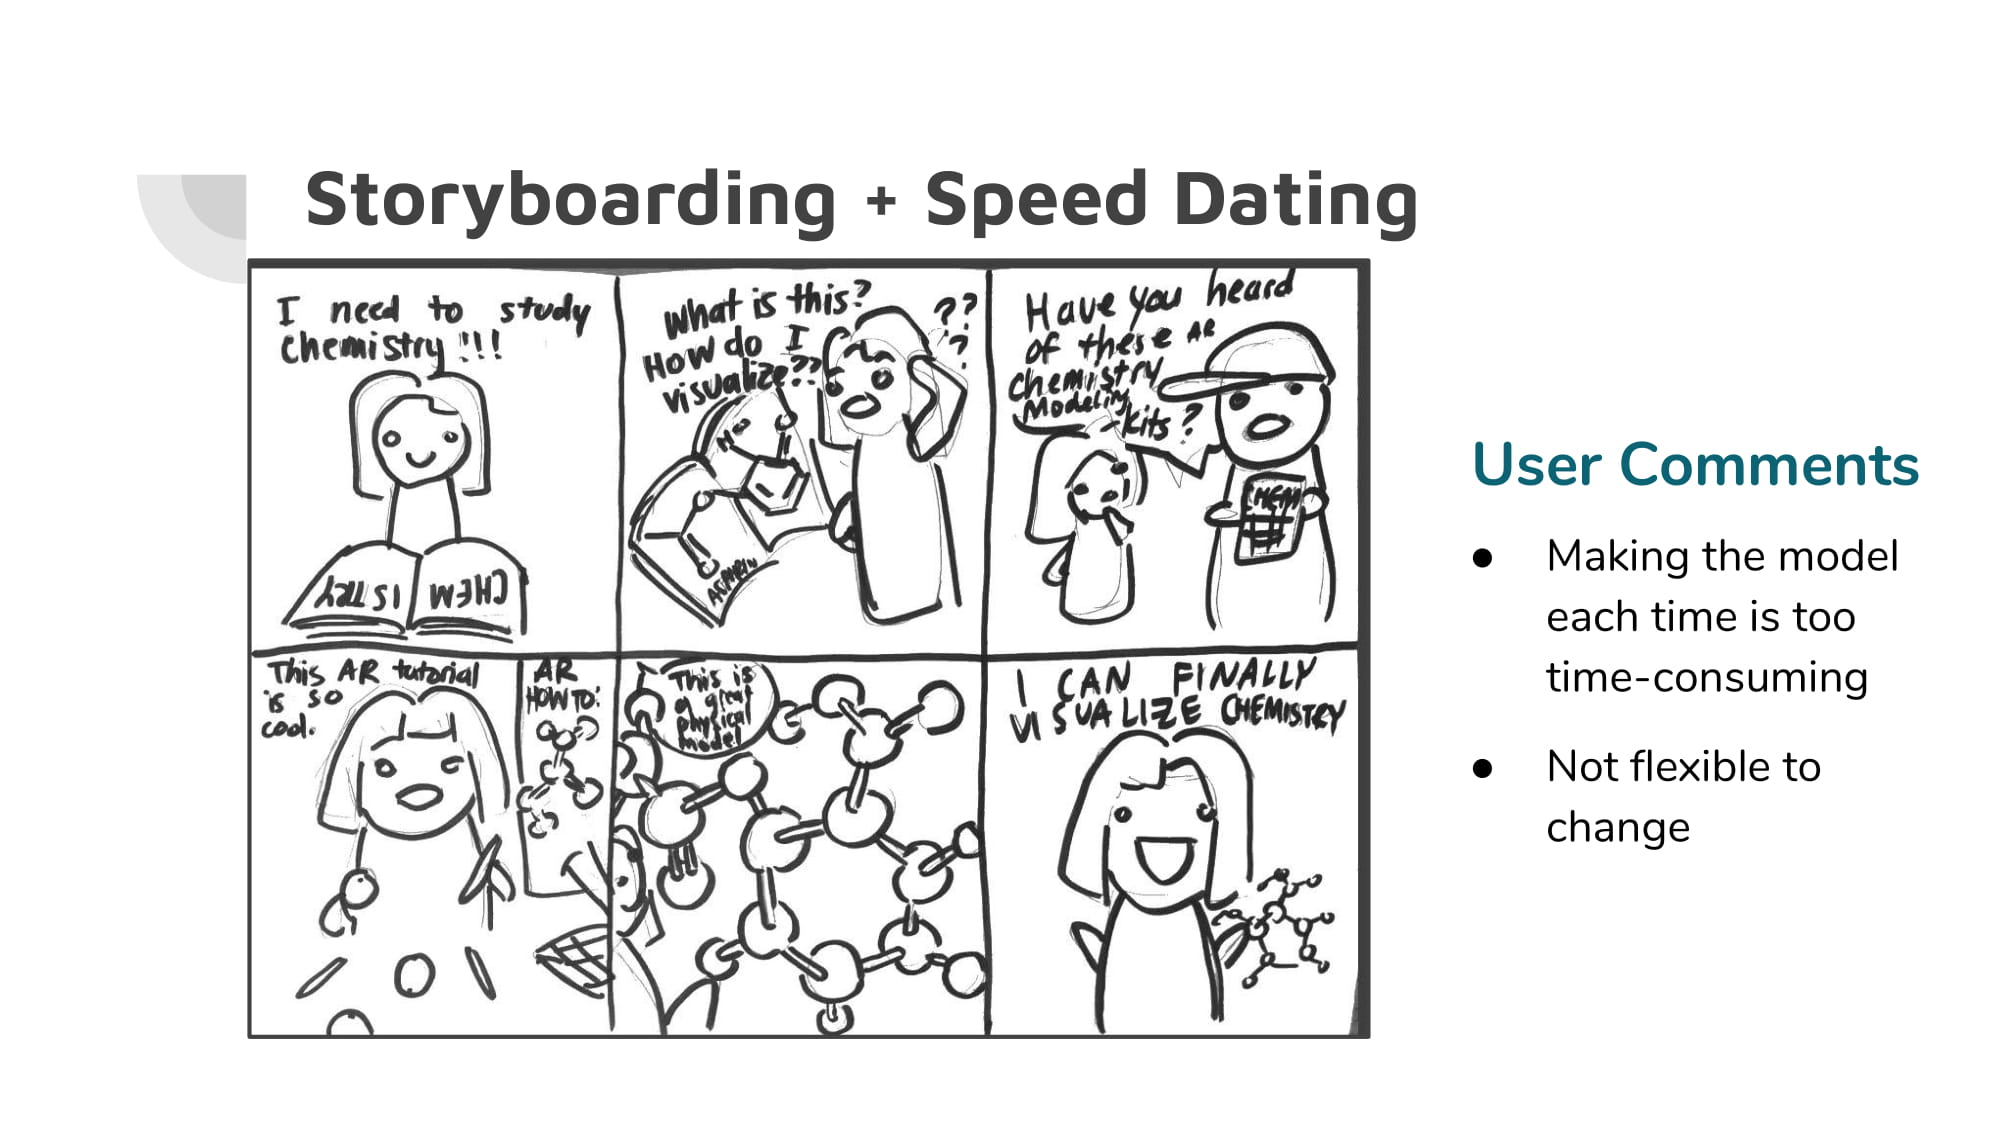 Storyboarding + Speed Dating
I need to study
Chemistry!!!
CHEM
ISTRY
What is this?
How do I
visualize??
??
?
HO
O
O
ASPIRIN
Have you heard
of these AR
chemistry
Modeling
-kits?
CHEM
This AR tutorial
is so
cool.
AR
HOW TO:
This is
a great
physical
model
I CAN FINALLY
VISUALIZE CHEMISTRY
User Comments
● Making the model
each time is too
time-consuming
● Not flexible to
change